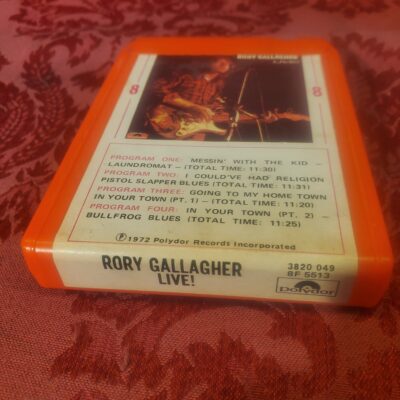 RORY GALLAGHER
LIVE!
8 8
PROGRAM ONE: MESSIN' WITH THE KID –
LAUNDROMAT – (TOTAL TIME: 11:30)
PROGRAM TWO: I COULD'VE HAD RELIGION
PISTOL SLAPPER BLUES (TOTAL TIME: 11:31)
PROGRAM THREE: GOING TO MY HOME TOWN
IN YOUR TOWN (PT. 1) – (TOTAL TIME: 11:20)
PROGRAM FOUR: IN YOUR TOWN (PT. 2) –
BULLFROG BLUES (TOTAL TIME: 11:25)
Ⓟ1972 Polydor Records Incorporated
RORY GALLAGHER
LIVE!
3820 049
8F 5513
polydor